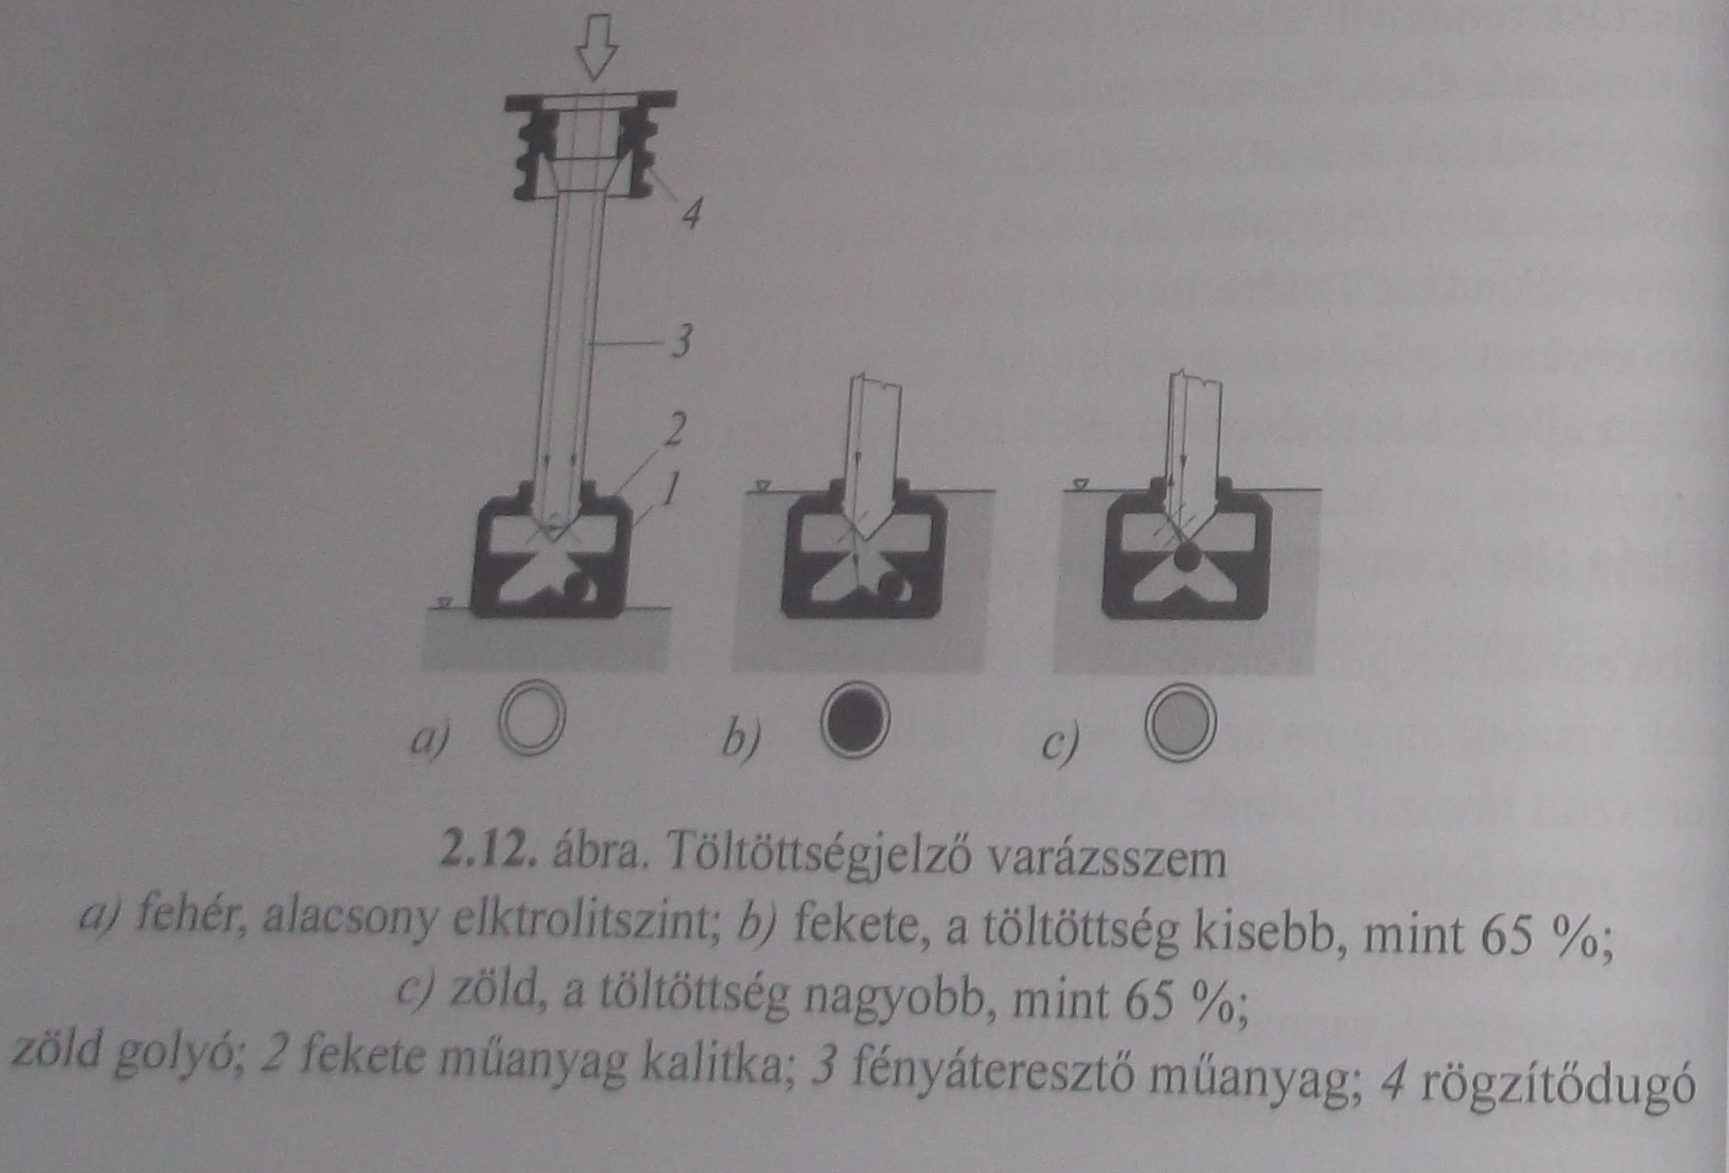 4
3
2
1
a)
b)
c)
2.12. ábra. Töltöttségjelző varázsszem
a) fehér, alacsony elktrolitszint; b) fekete, a töltöttség kisebb, mint 65 %;
c) zöld, a töltöttség nagyobb, mint 65 %;
zöld golyó; 2 fekete műanyag kalitka; 3 fényáteresztő műanyag; 4 rögzítődugó